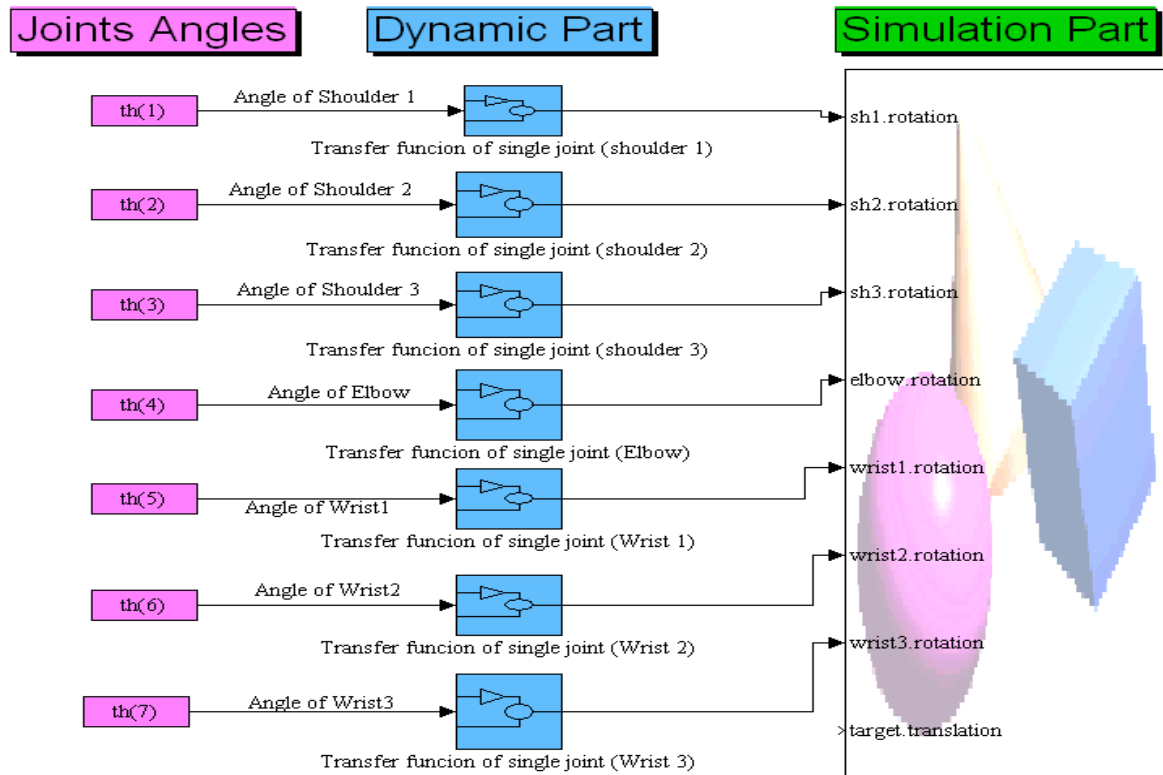 Joints Angles
Dynamic Part
Simulation Part
th(1)
Angle of Shoulder 1
Transfer funcion of single joint (shoulder 1)
sh1.rotation
th(2)
Angle of Shoulder 2
Transfer funcion of single joint (shoulder 2)
sh2.rotation
th(3)
Angle of Shoulder 3
Transfer funcion of single joint (shoulder 3)
sh3.rotation
th(4)
Angle of Elbow
Transfer funcion of single joint (Elbow)
elbow.rotation
th(5)
Angle of Wrist1
Transfer funcion of single joint (Wrist 1)
wrist1.rotation
th(6)
Angle of Wrist2
Transfer funcion of single joint (Wrist 2)
wrist2.rotation
th(7)
Angle of Wrist3
Transfer funcion of single joint (Wrist 3)
wrist3.rotation
target.translation